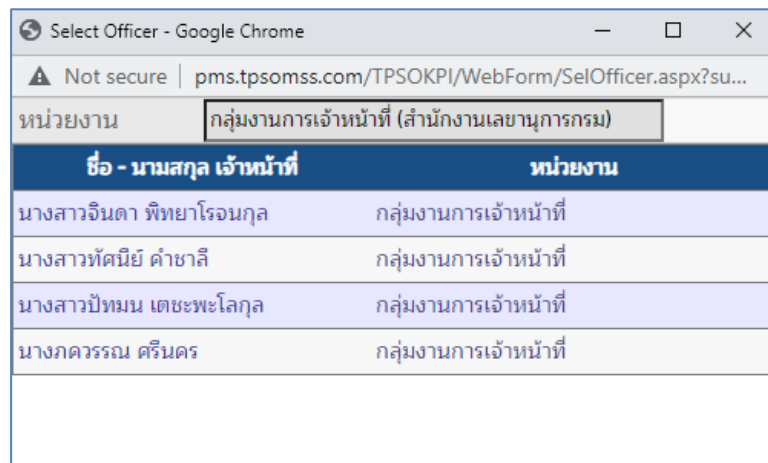 Select Officer - Google Chrome
Not secure | pms.tpsomss.com/TPSOKPI/WebForm/SelOfficer.aspx?su...
หน่วยงาน กลุ่มงานการเจ้าหน้าที่ (สำนักงานเลขานุการกรม)
ชื่อ - นามสกุล เจ้าหน้าที่ หน่วยงาน
นางสาวจินดา พิทยาโรจนกุล กลุ่มงานการเจ้าหน้าที่
นางสาวทัศนีย์ คำชาลี กลุ่มงานการเจ้าหน้าที่
นางสาวปัทมน เตชะพะโลกุล กลุ่มงานการเจ้าหน้าที่
นางภควรรณ ศรีนคร กลุ่มงานการเจ้าหน้าที่